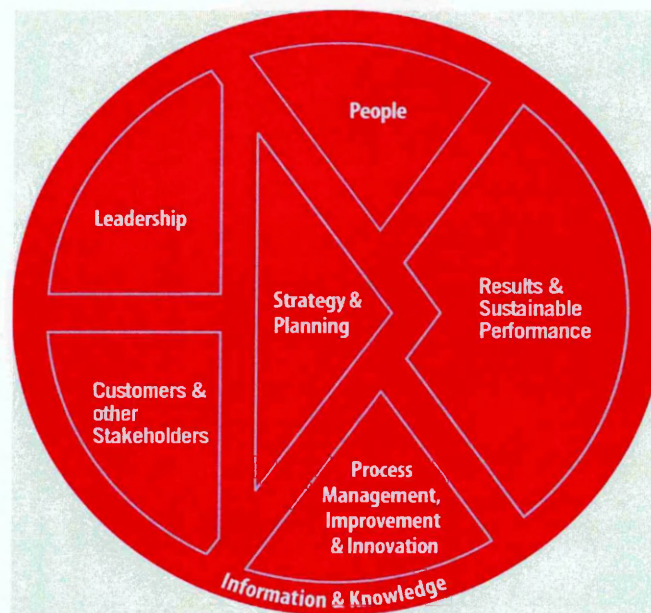 People
Leadership
Strategy &
Planning
Results &
Sustainable
Performance
Customers &
other
Stakeholders
Process
Management,
Improvement
& Innovation
Information & Knowledge